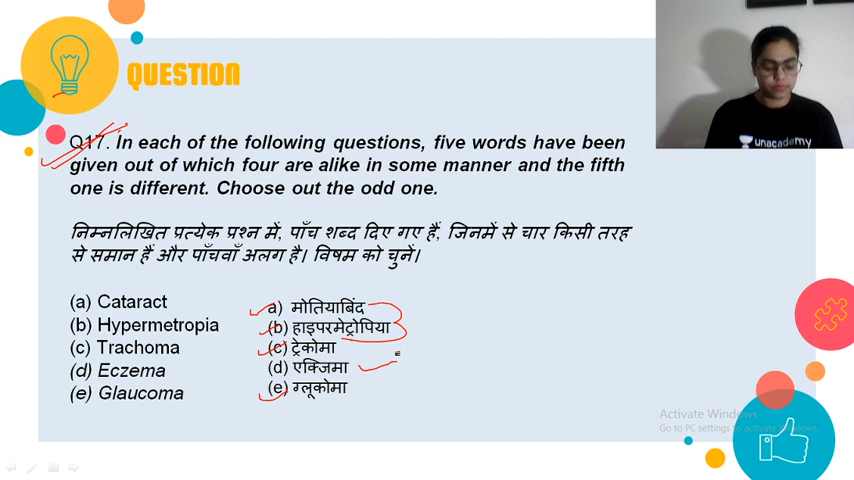 QUESTION
unacademy
Q17. In each of the following questions, five words have been
given out of which four are alike in some manner and the fifth
one is different. Choose out the odd one.
निम्नलिखित प्रत्येक प्रश्न में, पाँच शब्द दिए गए हैं, जिनमें से चार किसी तरह
से समान हैं और पाँचवाँ अलग है। विषम को चुनें।
(a) Cataract
(b) Hypermetropia
(c) Trachoma
(d) Eczema
(e) Glaucoma
a) मोतियाबिंद
(b) हाइपरमेट्रोपिया
(c) ट्रेकोमा
(d) एक्जिमा
(e) ग्लूकोमा
Activate Windows
Go to PC settings to activate Windows.